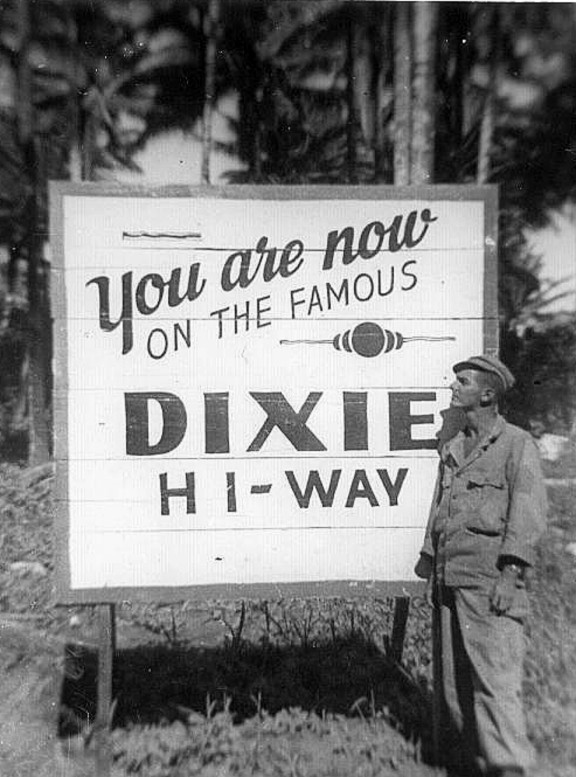 You are now
ON THE FAMOUS
DIXIE
HI-WAY